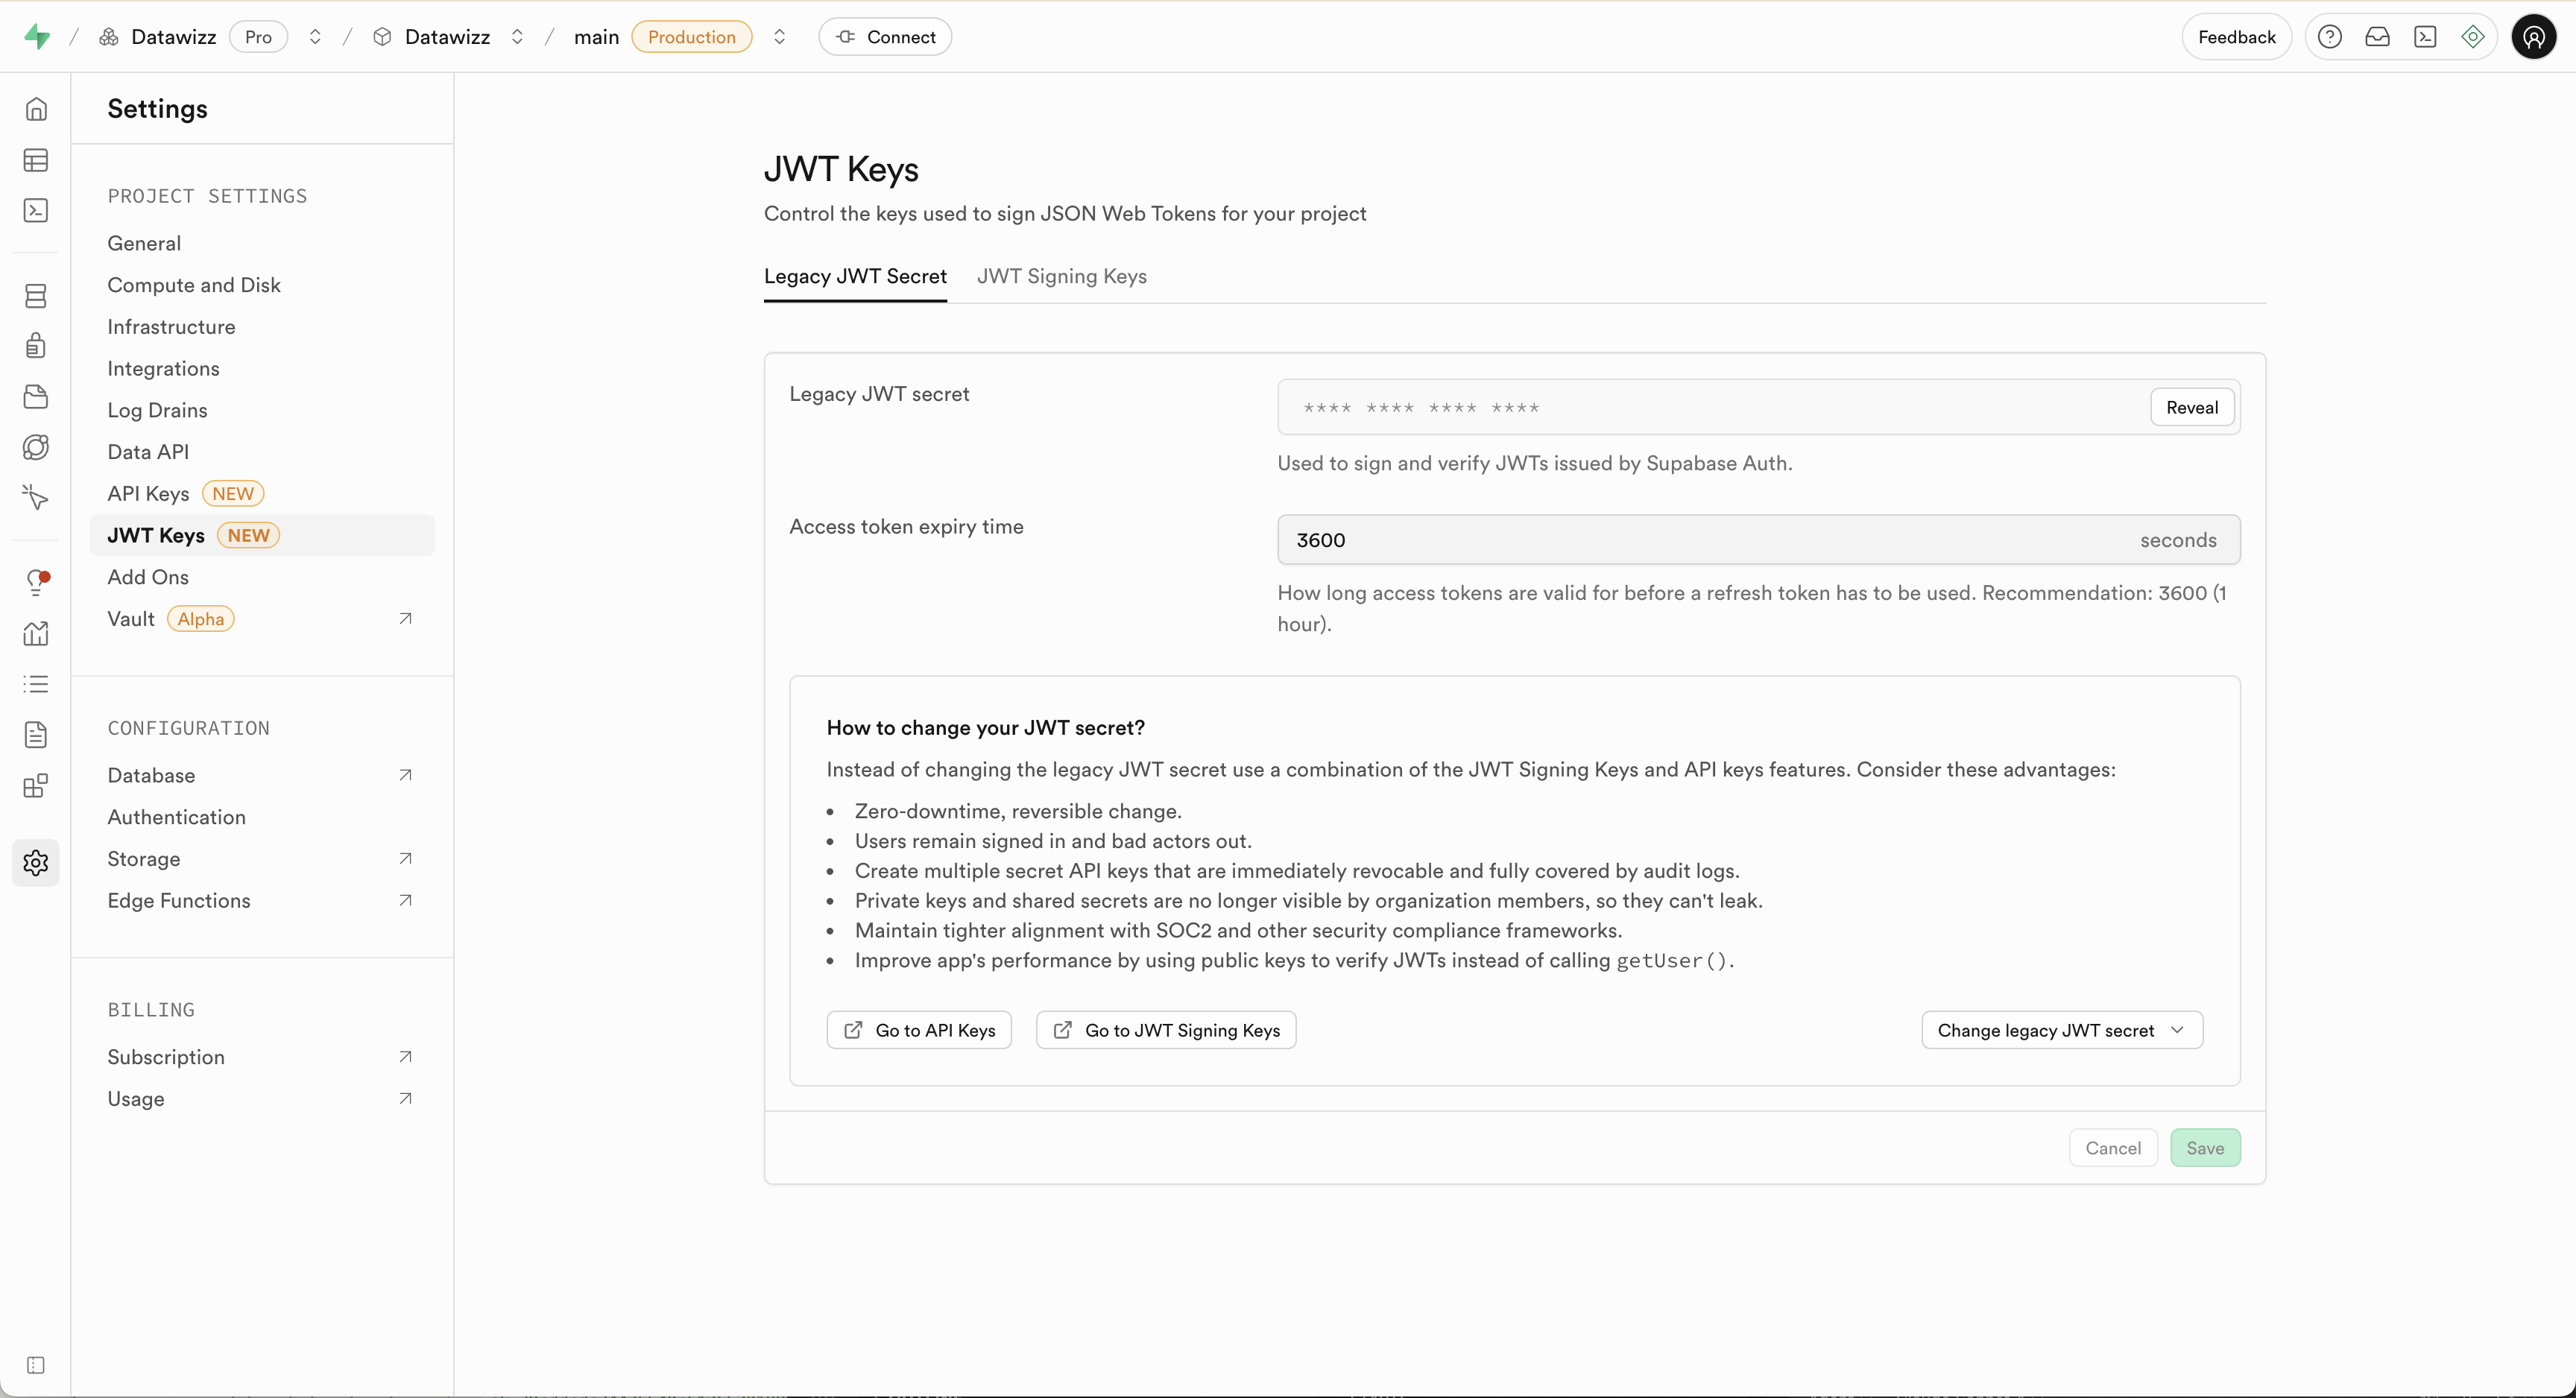 Datawizz Pro / Datawizz / main Production Connect
Feedback
Settings
PROJECT SETTINGS
General
Compute and Disk
Infrastructure
Integrations
Log Drains
Data API
API Keys NEW
JWT Keys NEW
Add Ons
Vault Alpha
CONFIGURATION
Database
Authentication
Storage
Edge Functions
BILLING
Subscription
Usage
JWT Keys
Control the keys used to sign JSON Web Tokens for your project
Legacy JWT Secret JWT Signing Keys
Legacy JWT secret
**** **** **** **** Reveal
Used to sign and verify JWTs issued by Supabase Auth.
Access token expiry time
3600 seconds
How long access tokens are valid for before a refresh token has to be used. Recommendation: 3600 (1
hour).
How to change your JWT secret?
Instead of changing the legacy JWT secret use a combination of the JWT Signing Keys and API keys features. Consider these advantages:
• Zero-downtime, reversible change.
• Users remain signed in and bad actors out.
• Create multiple secret API keys that are immediately revocable and fully covered by audit logs.
• Private keys and shared secrets are no longer visible by organization members, so they can't leak.
• Maintain tighter alignment with SOC2 and other security compliance frameworks.
• Improve app's performance by using public keys to verify JWTs instead of calling getUser().
Go to API Keys Go to JWT Signing Keys Change legacy JWT secret
Cancel Save